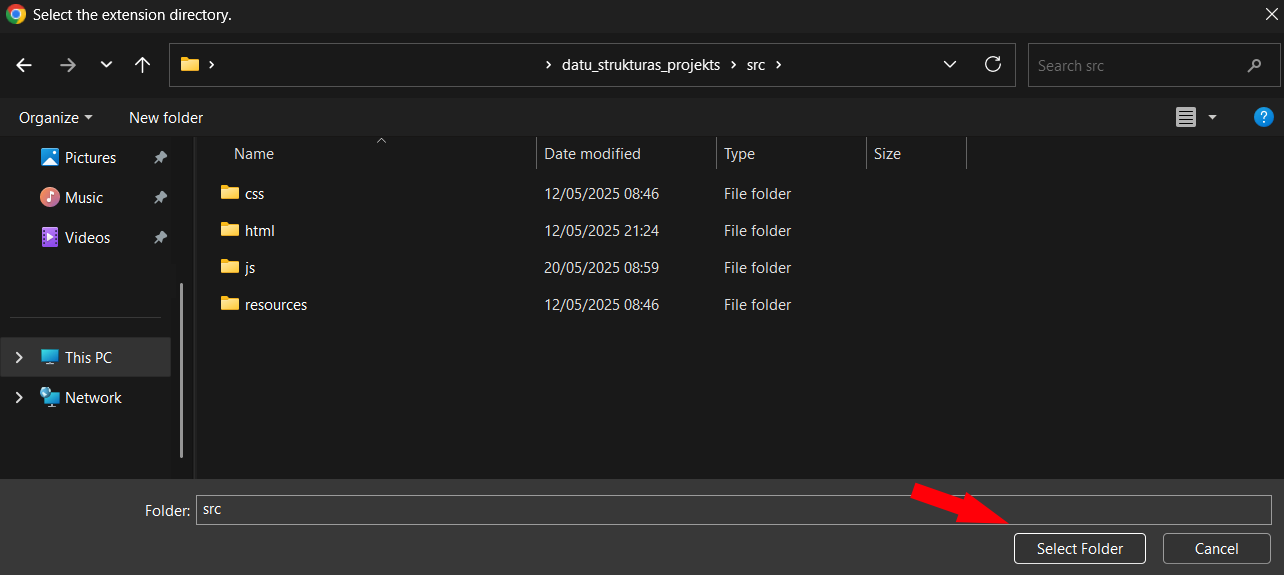 Select the extension directory.
datu_strukturas_projekts src
Search src
Organize New folder
?
Name Date modified Type Size
Pictures
Music
Videos
This PC
Network
css 12/05/2025 08:46 File folder
html 12/05/2025 21:24 File folder
js 20/05/2025 08:59 File folder
resources 12/05/2025 08:46 File folder
Folder: src
Select Folder Cancel